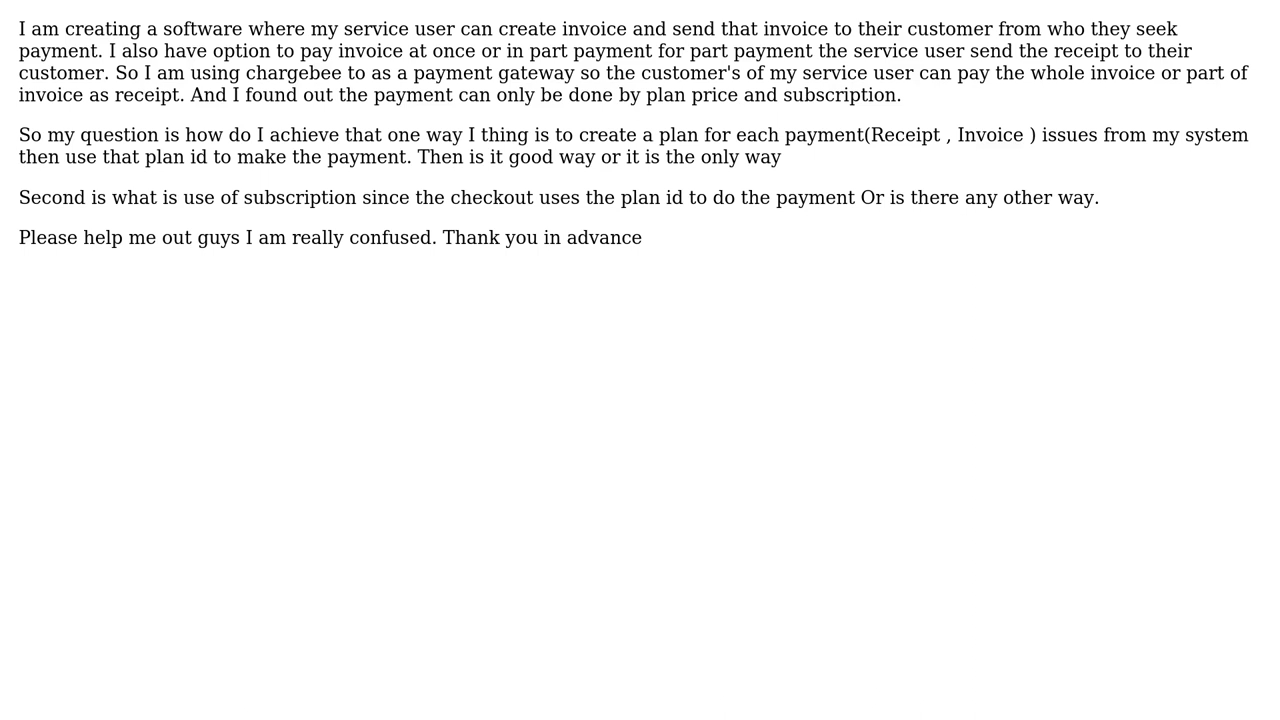 I am creating a software where my service user can create invoice and send that invoice to their customer from who they seek
payment. I also have option to pay invoice at once or in part payment for part payment the service user send the receipt to their
customer. So I am using chargebee to as a payment gateway so the customer's of my service user can pay the whole invoice or part of
invoice as receipt. And I found out the payment can only be done by plan price and subscription.
So my question is how do I achieve that one way I thing is to create a plan for each payment(Receipt , Invoice ) issues from my system
then use that plan id to make the payment. Then is it good way or it is the only way
Second is what is use of subscription since the checkout uses the plan id to do the payment Or is there any other way.
Please help me out guys I am really confused. Thank you in advance